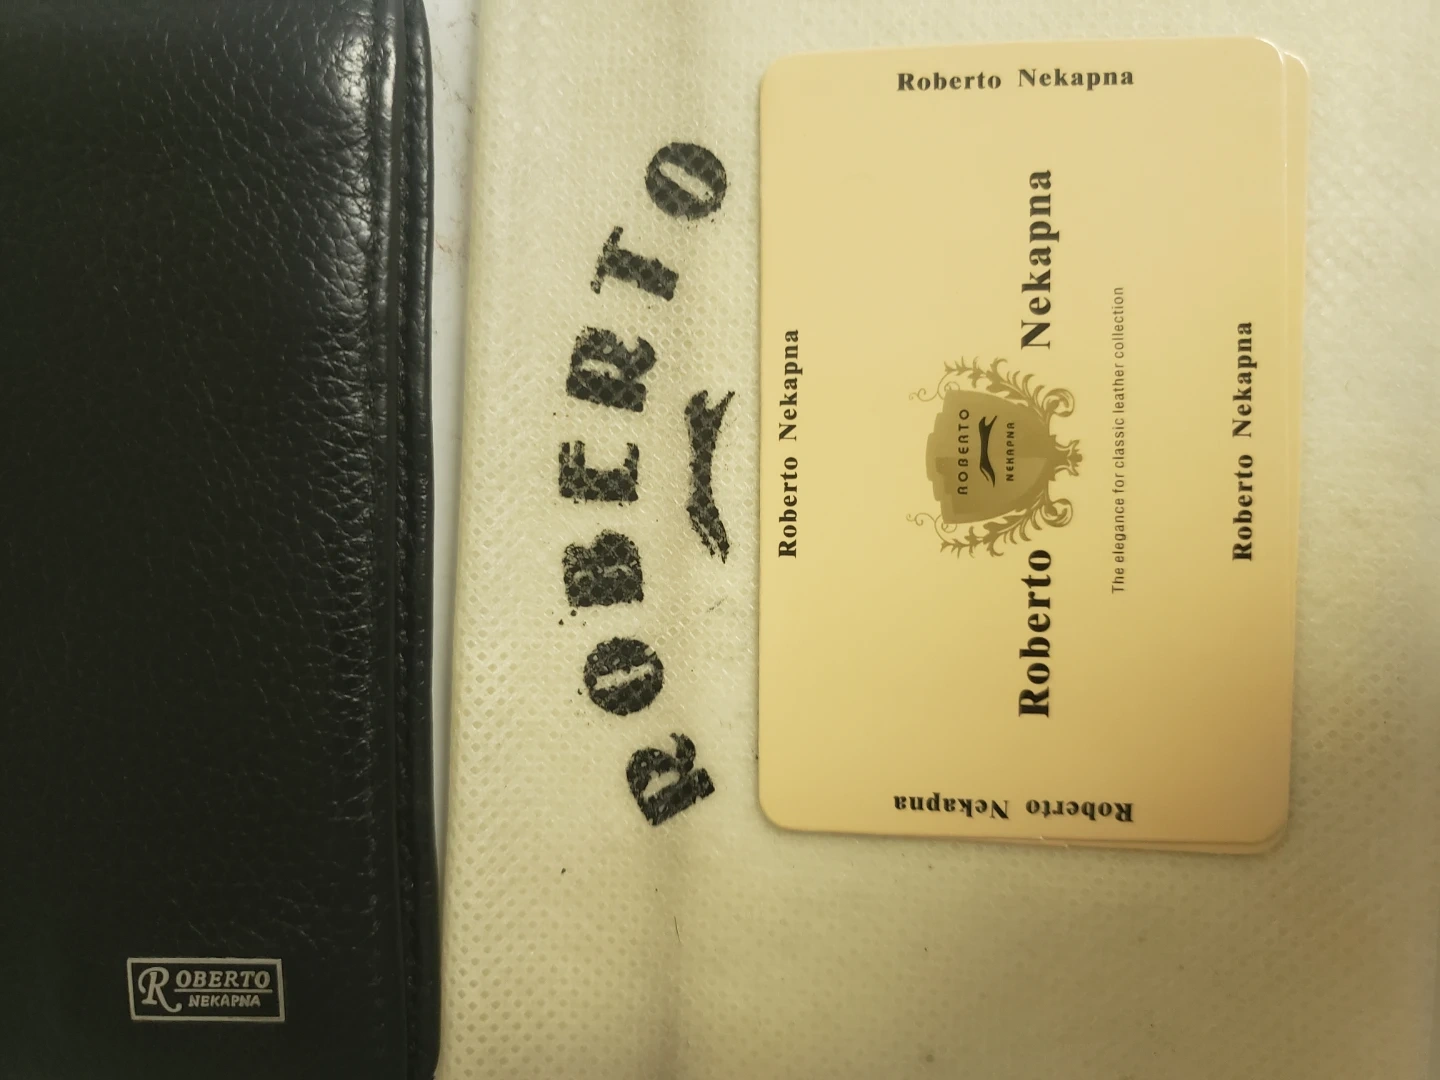 ROBERTO
NEKAPNA
ROBERTO
Roberto Nekapna
Roberto Nekapna
ROBERTO
NEKAPNA
Roberto Nekapna
The elegance for classic leather collection
Roberto Nekapna
Roberto Nekapna